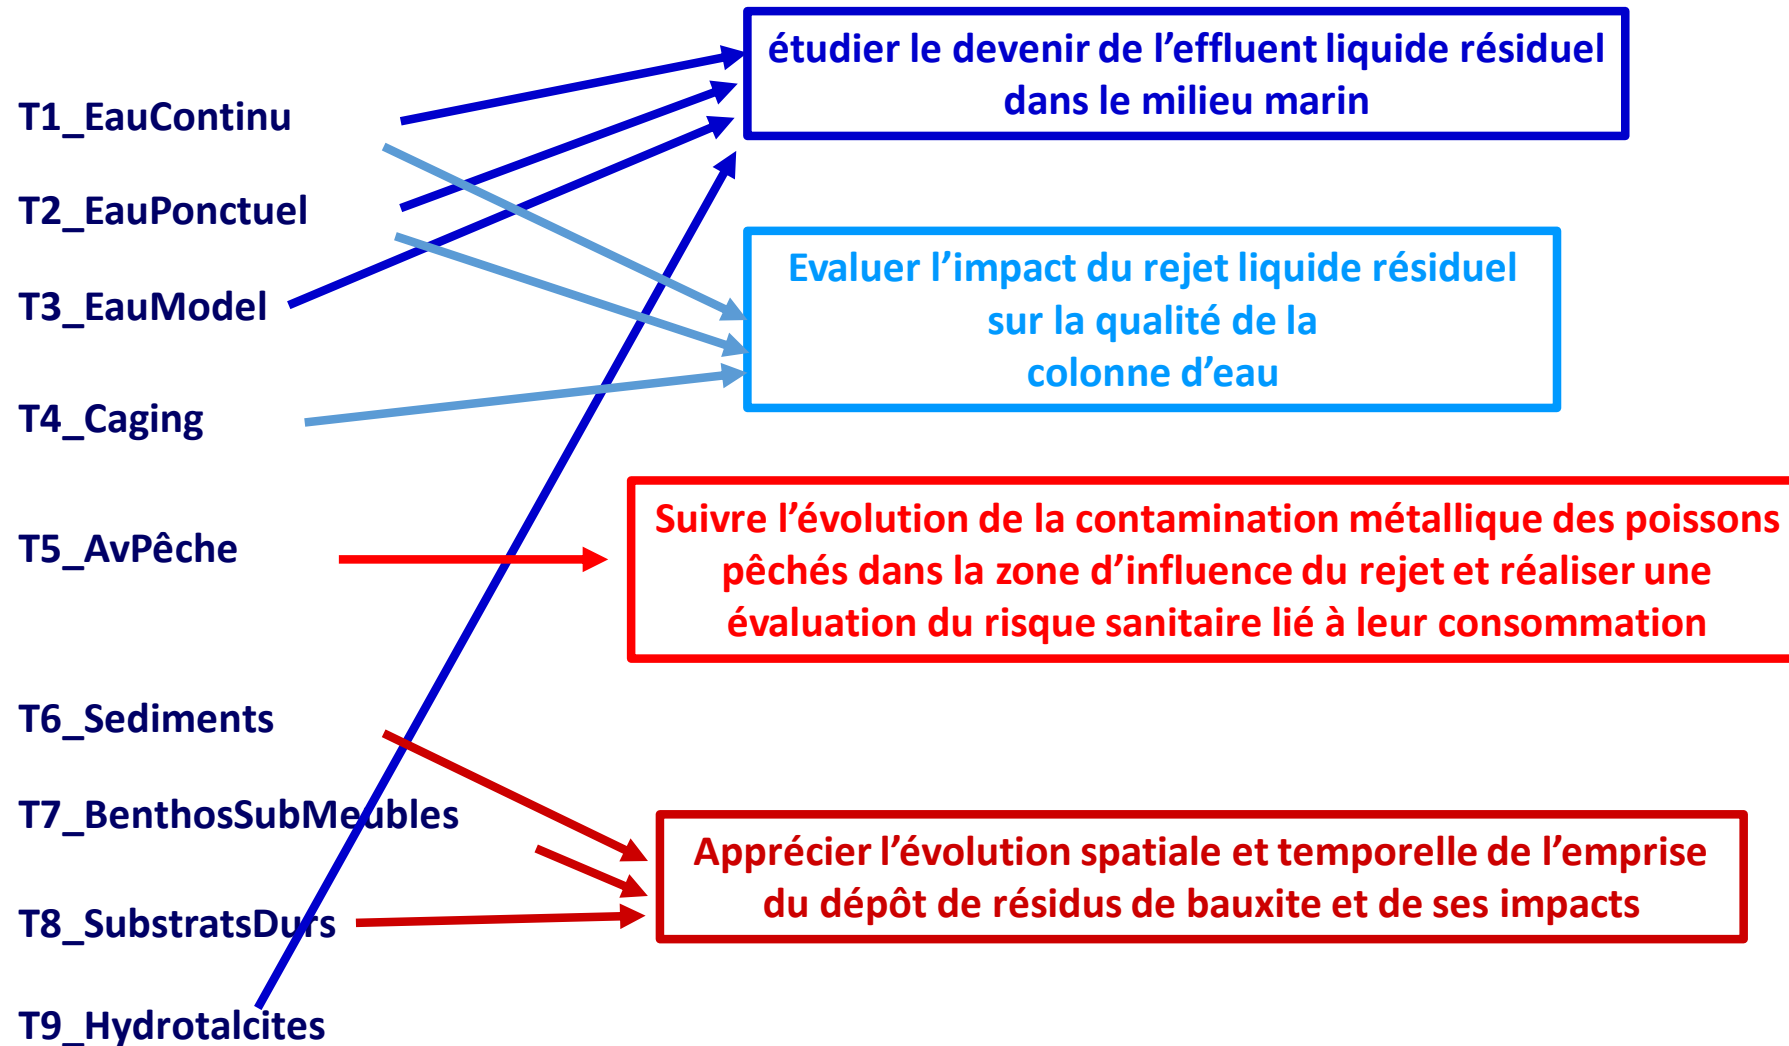 étudier le devenir de l’effluent liquide résiduel
dans le milieu marin
T1_EauContinu
T2_EauPonctuel
T3_EauModel
Evaluer l’impact du rejet liquide résiduel
sur la qualité de la
colonne d’eau
T4_Caging
T5_AvPêche
Suivre l’évolution de la contamination métallique des poissons
pêchés dans la zone d’influence du rejet et réaliser une
évaluation du risque sanitaire lié à leur consommation
T6_Sediments
T7_BenthosSubMeubles
T8_SubstratsDurs
Apprécier l’évolution spatiale et temporelle de l’emprise
du dépôt de résidus de bauxite et de ses impacts
T9_Hydrotalcites